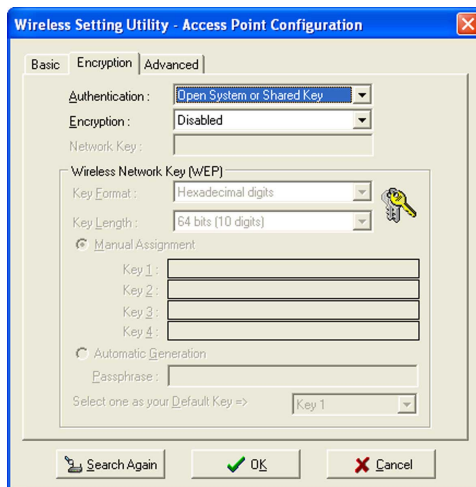 Wireless Setting Utility - Access Point Configuration
Basic Encryption Advanced
Authentication : Open System or Shared Key
Encryption : Disabled
Network Key :
Wireless Network Key (WEP)
Key Format : Hexadecimal digits
Key Length : 64 bits (10 digits)
Manual Assignment
Key 1 :
Key 2 :
Key 3 :
Key 4 :
Automatic Generation
Passphrase :
Select one as your Default Key => Key 1
Search Again OK Cancel